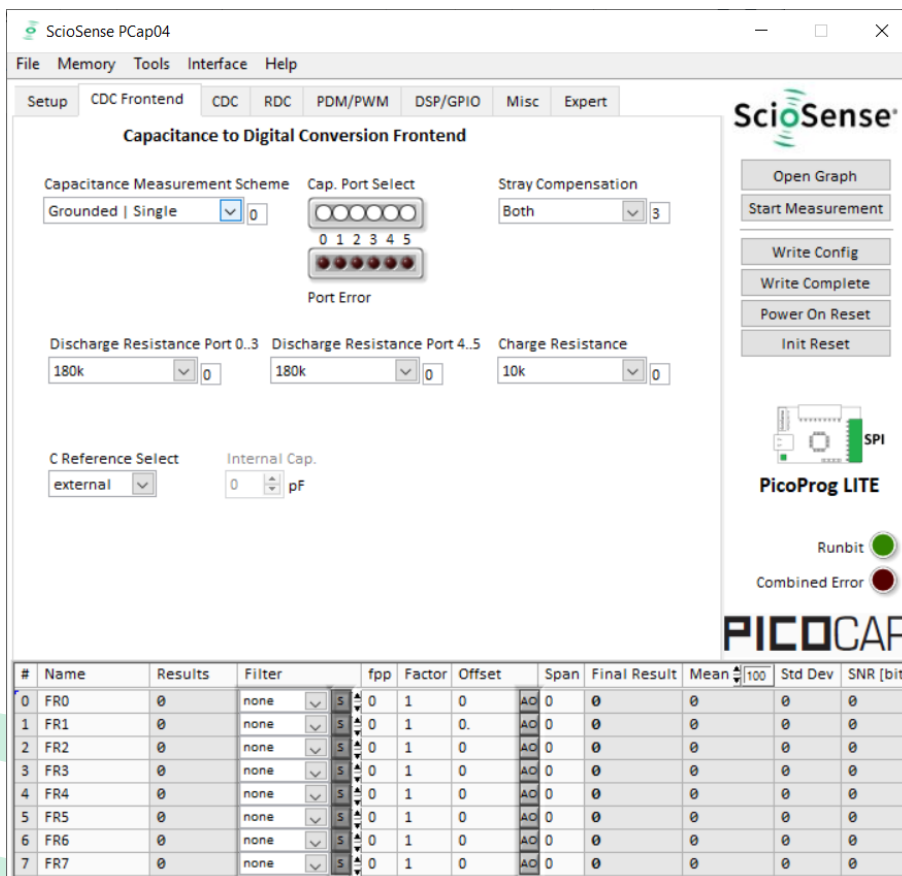 ScioSense PCap04
File Memory Tools Interface Help
Setup CDC Frontend CDC RDC PDM/PWM DSP/GPIO Misc Expert
Capacitance to Digital Conversion Frontend
ScioSense
Capacitance Measurement Scheme Cap. Port Select Stray Compensation
Grounded | Single 0 Both 3
0 1 2 3 4 5
Port Error
Open Graph
Start Measurement
Write Config
Write Complete
Power On Reset
Init Reset
Discharge Resistance Port 0..3 Discharge Resistance Port 4..5 Charge Resistance
180k 0 180k 0 10k 0
C Reference Select Internal Cap.
external 0 pF
SPI
PicoProg LITE
Runbit
Combined Error
PICOCAP
# Name Results Filter fpp Factor Offset Span Final Result Mean 100 Std Dev SNR [bit
0 FR0 0 none S 0 1 0 AO 0 0 0 0 0
1 FR1 0 none S 0 1 0. AO 0 0 0 0 0
2 FR2 0 none S 0 1 0 AO 0 0 0 0 0
3 FR3 0 none S 0 1 0 AO 0 0 0 0 0
4 FR4 0 none S 0 1 0 AO 0 0 0 0 0
5 FR5 0 none S 0 1 0 AO 0 0 0 0 0
6 FR6 0 none S 0 1 0 AO 0 0 0 0 0
7 FR7 0 none S 0 1 0 AO 0 0 0 0 0